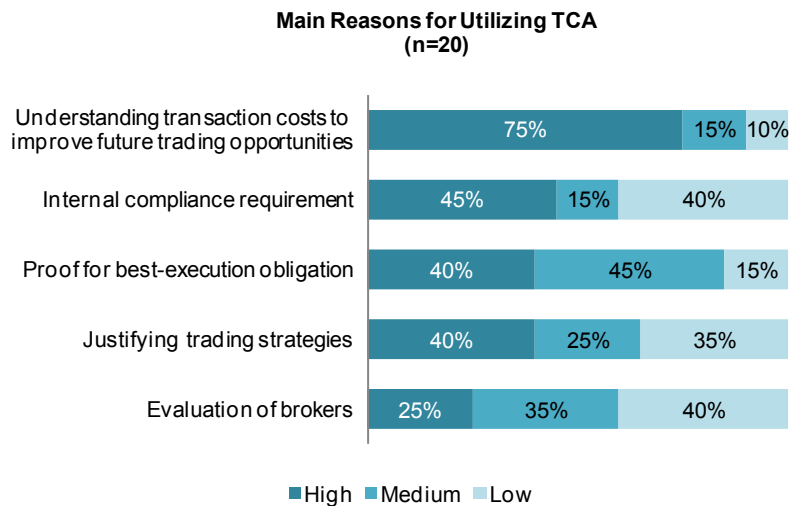 Main Reasons for Utilizing TCA
(n=20)
Understanding transaction costs to
improve future trading opportunities
75% 15% 10%
Internal compliance requirement
45% 15% 40%
Proof for best-execution obligation
40% 45% 15%
Justifying trading strategies
40% 25% 35%
Evaluation of brokers
25% 35% 40%
High Medium Low